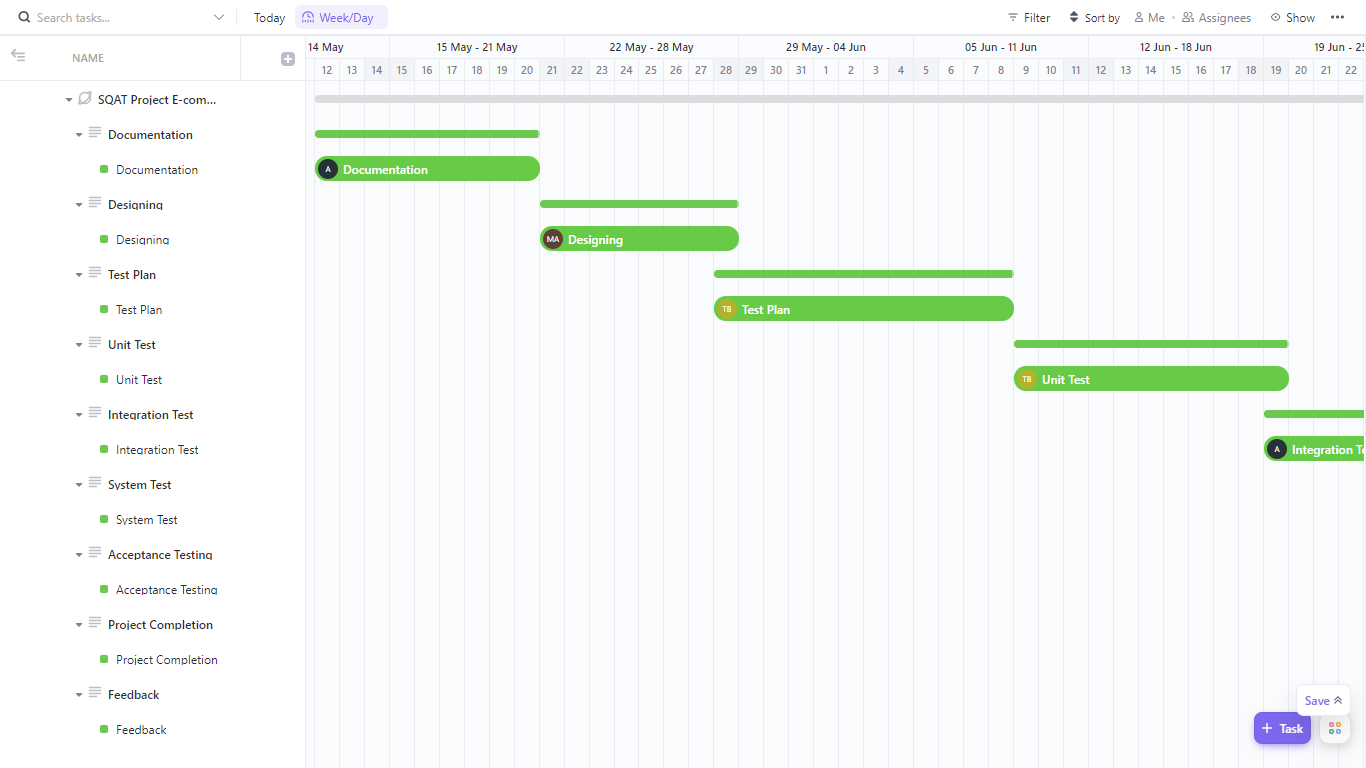 Search tasks...
Today
Week/Day
Filter
Sort by
Me
Assignees
Show
NAME
14 May
15 May - 21 May
22 May - 28 May
29 May - 04 Jun
05 Jun - 11 Jun
12 Jun - 18 Jun
19 Jun - 25
12 13 14 15 16 17 18 19 20 21 22 23 24 25 26 27 28 29 30 31 1 2 3 4 5 6 7 8 9 10 11 12 13 14 15 16 17 18 19 20 21 22
SQAT Project E-com...
Documentation
Documentation
A Documentation
Designing
Designing
MA Designing
Test Plan
Test Plan
TB Test Plan
Unit Test
Unit Test
TB Unit Test
Integration Test
Integration Test
A Integration Te
System Test
System Test
Acceptance Testing
Acceptance Testing
Project Completion
Project Completion
Feedback
Feedback
Save
+ Task